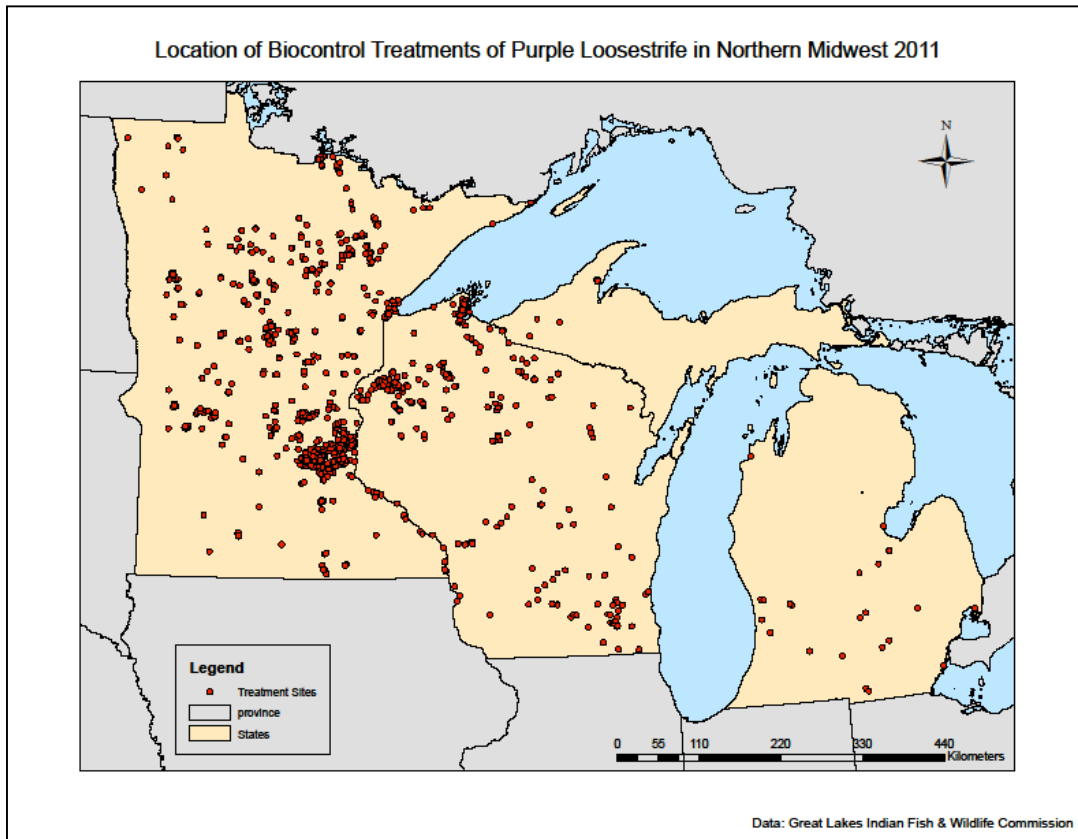 Location of Biocontrol Treatments of Purple Loosestrife in Northern Midwest 2011
N
Legend
Treatment Sites
province
States
0 55 110 220 330 440
Kilometers
Data: Great Lakes Indian Fish & Wildlife Commission